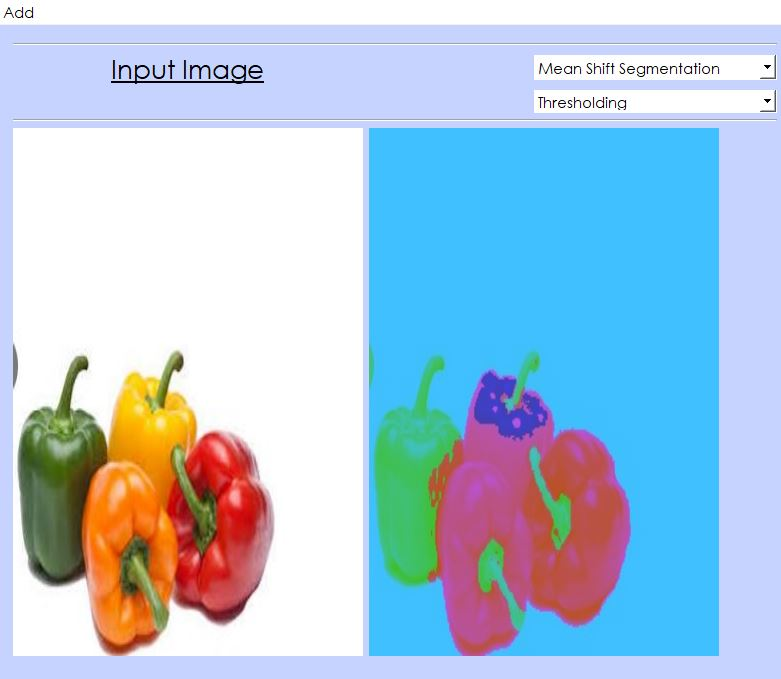 Add
Input Image
Mean Shift Segmentation
Thresholding